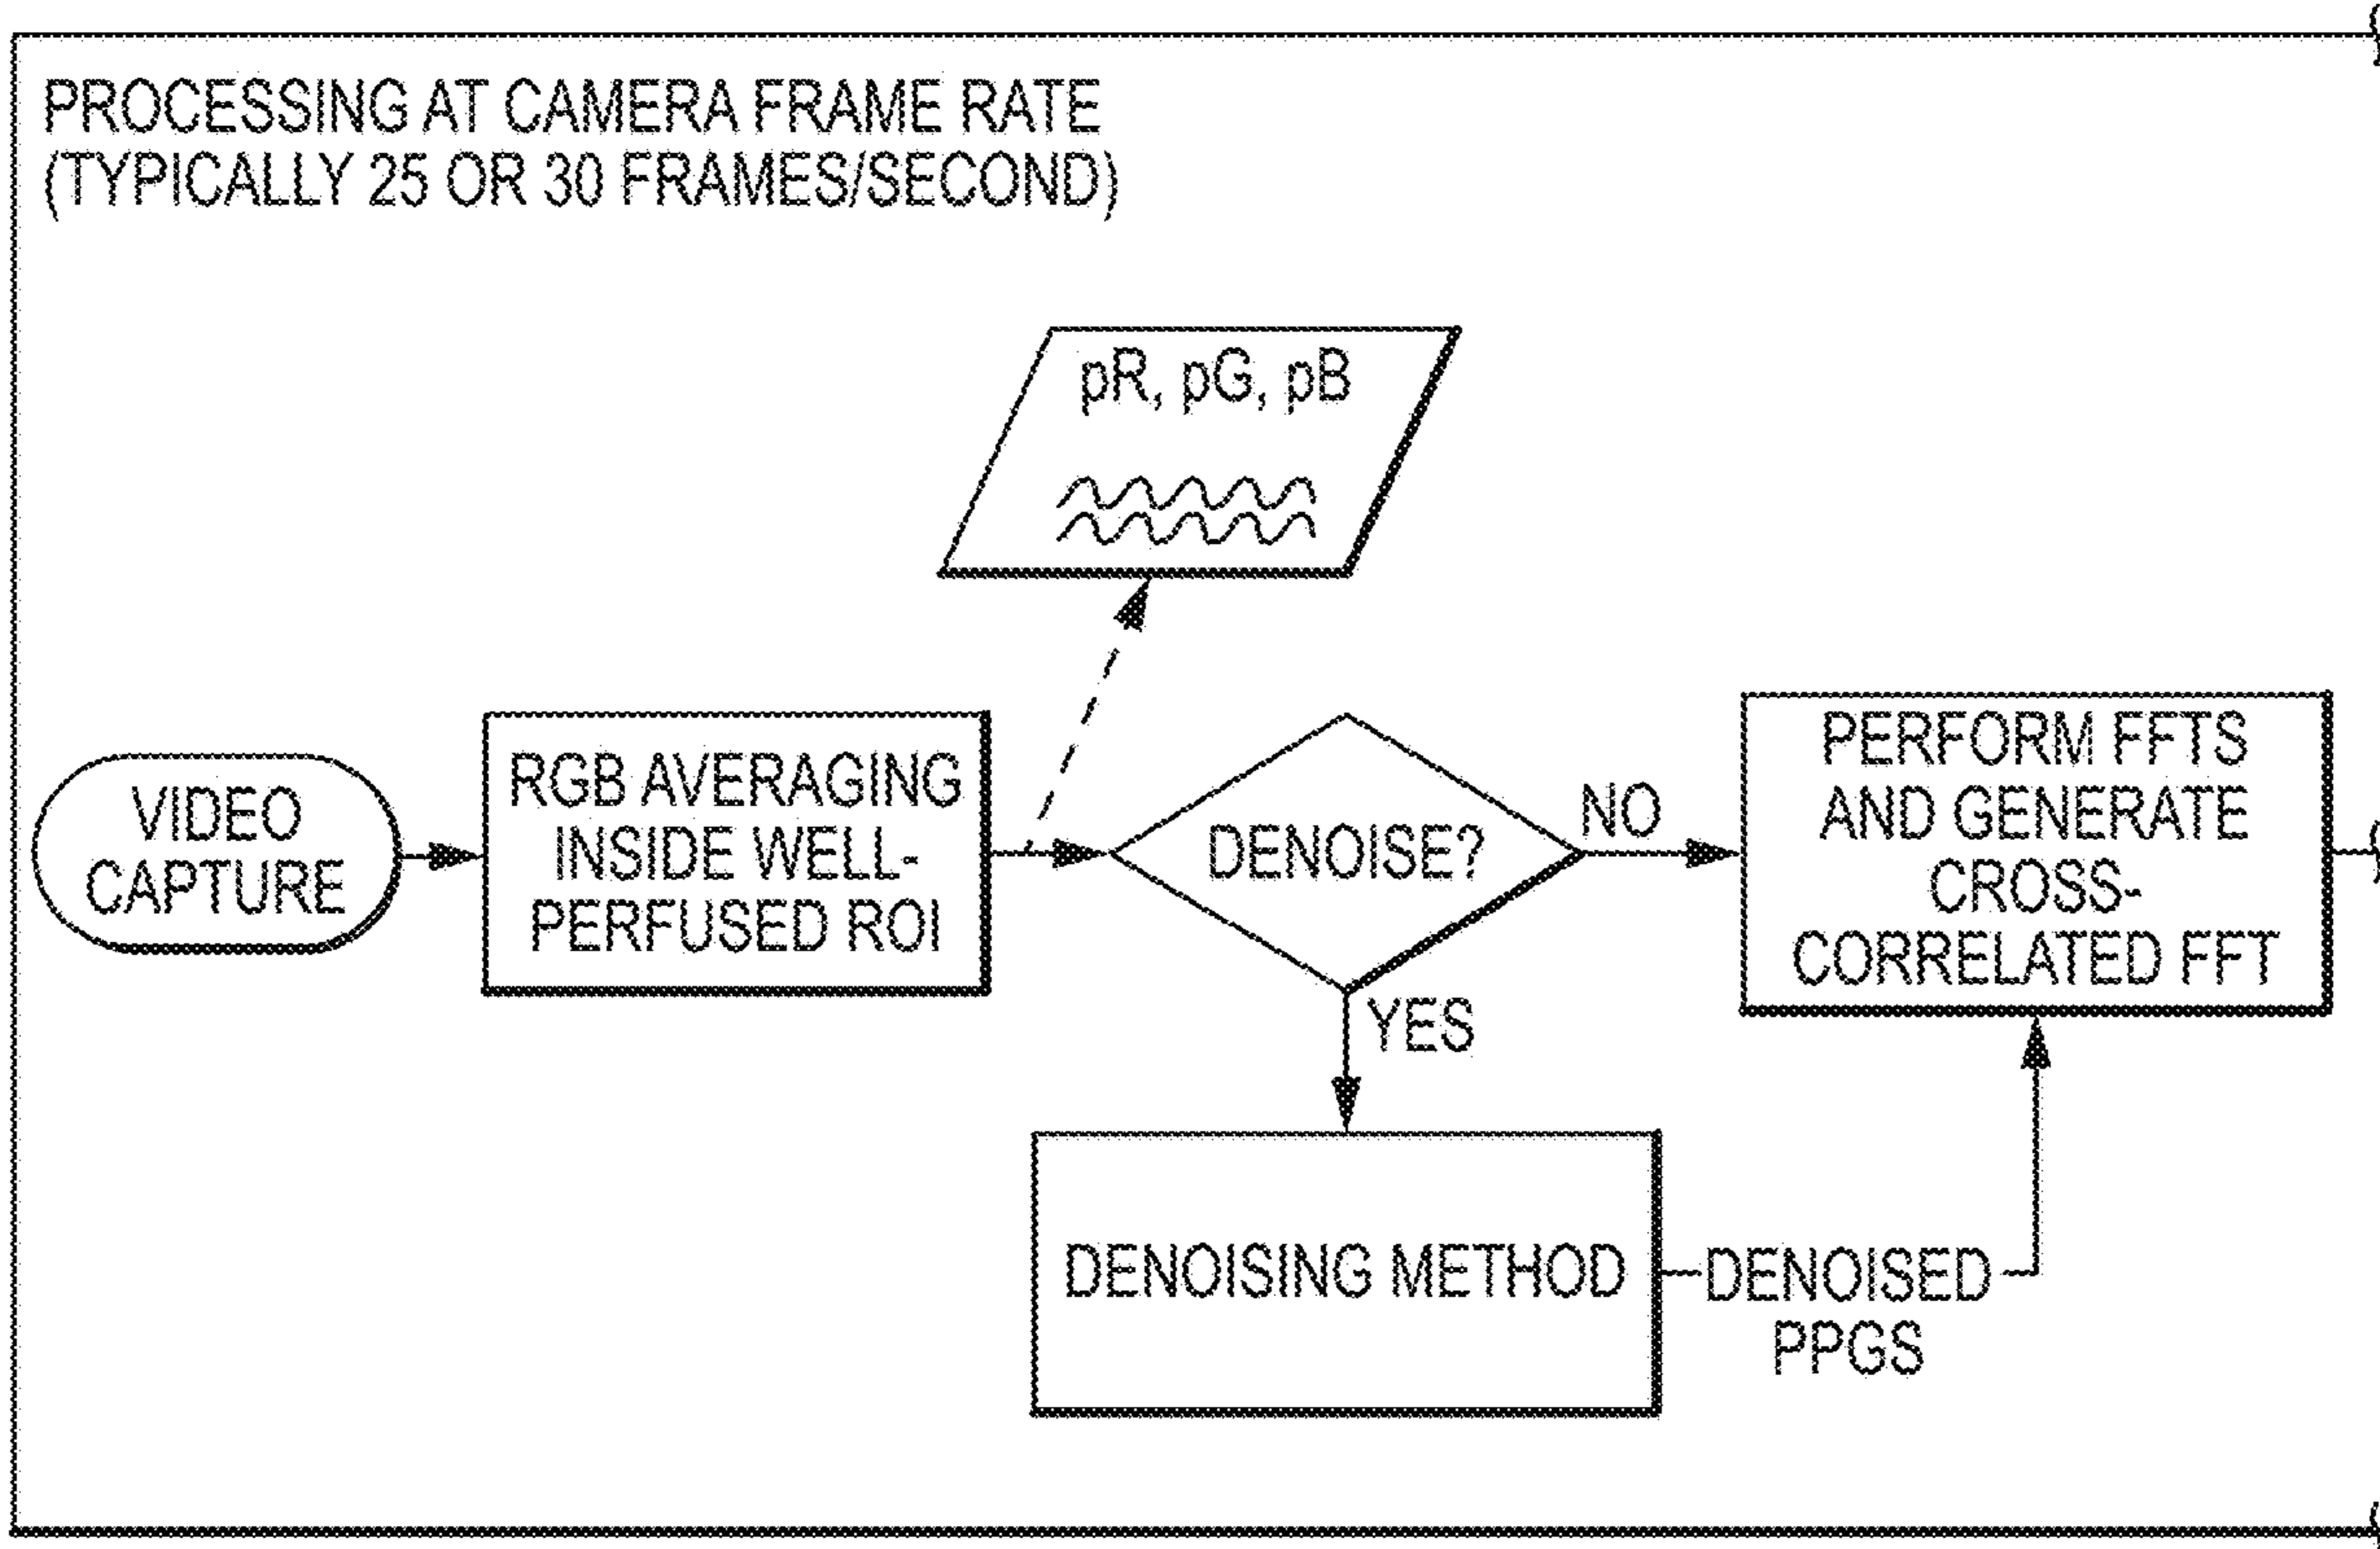 PROCESSING AT CAMERA FRAME RATE
(TYPICALLY 25 OR 30 FRAMES/SECOND)
pR, pG, pB
VIDEO
CAPTURE
RGB AVERAGING
INSIDE WELL-
PERFUSED ROI
DENOISE?
NO
YES
PERFORM FFTS
AND GENERATE
CROSS-
CORRELATED FFT
DENOISING METHOD
DENOISED
PPGS